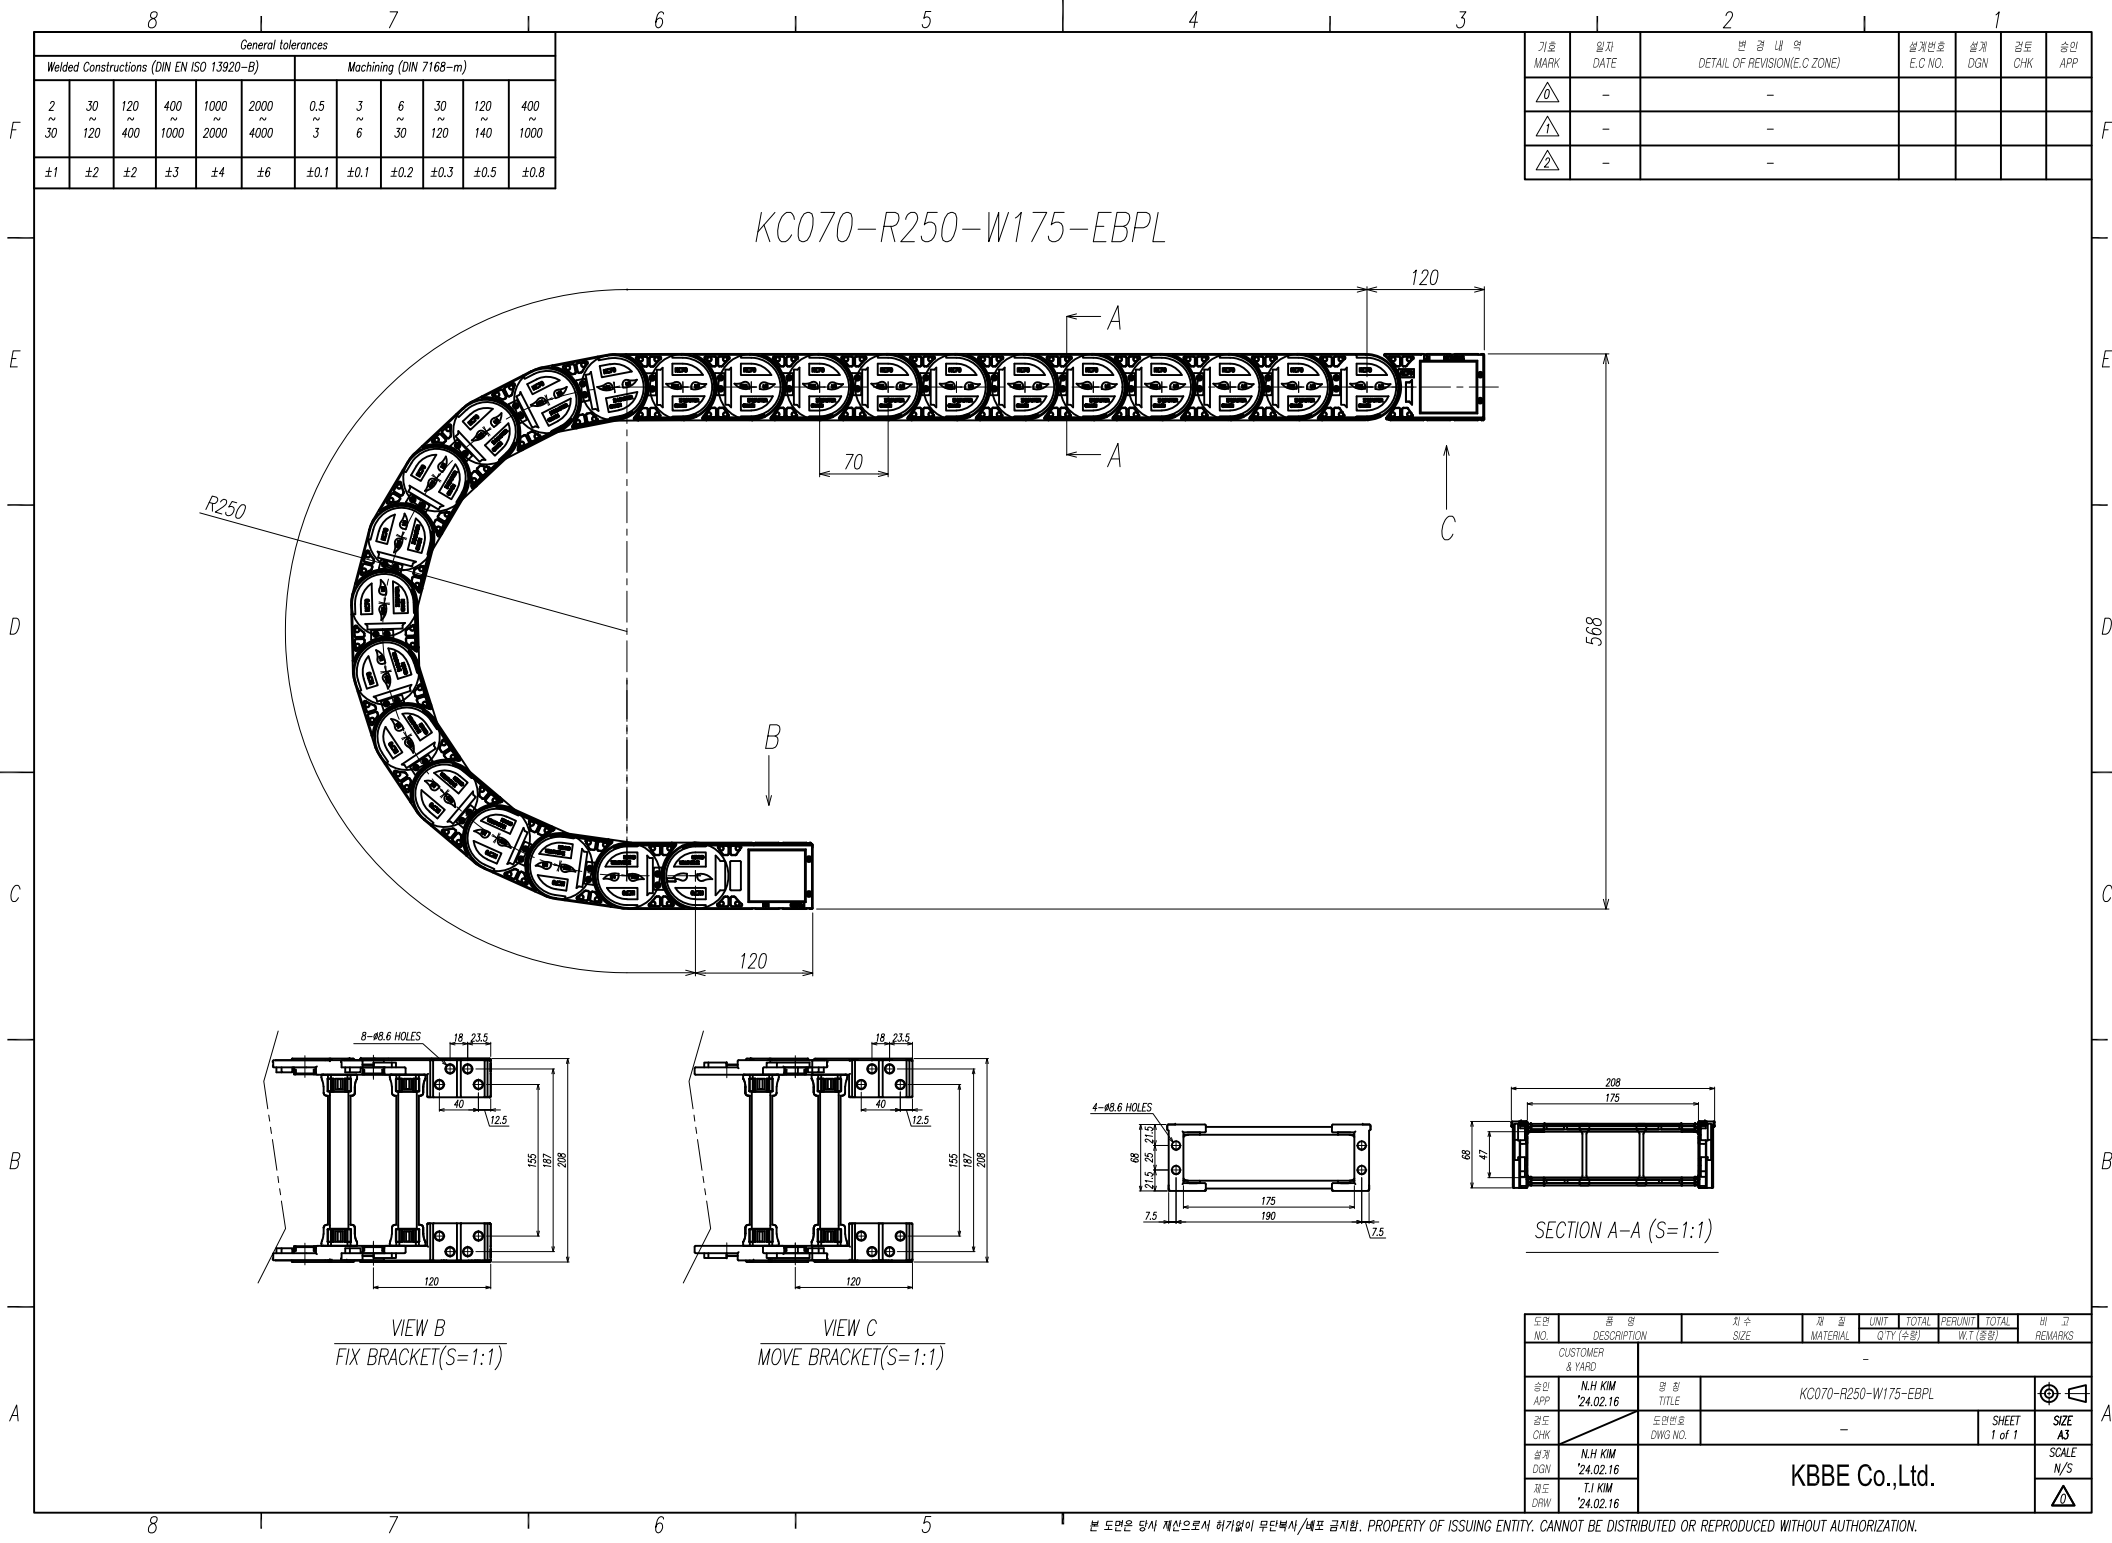 8 7 6 5 4 3 2 1
General tolerances
Welded Constructions (DIN EN ISO 13920-B) Machining (DIN 7168-m)
2 30 120 400 1000 2000 0.5 3 6 30 120 400
~ ~ ~ ~ ~ ~ ~ ~ ~ ~ ~ ~
30 120 400 1000 2000 4000 3 6 30 120 140 1000
±1 ±2 ±2 ±3 ±4 ±6 ±0.1 ±0.1 ±0.2 ±0.3 ±0.5 ±0.8
기호 일자 변 경 내 역 설계변호 설계 검토 승인
MARK DATE DETAIL OF REVISION(E.C ZONE) E.C NO. DGN CHK APP
0 - -
1 - -
2 - -
F F
KC070-R250-W175-EBPL
120
A
E E
A
70
C
R250
D 568 D
B
C C
120
8-ø8.6 HOLES 18 23.5
40
12.5
155 187 208
120
VIEW B
FIX BRACKET(S=1:1)
18 23.5
40
12.5
155 187 208
120
VIEW C
MOVE BRACKET(S=1:1)
4-ø8.6 HOLES
21.5
68 25
21.5
175
7.5 190
7.5
208
175
68 47
SECTION A-A (S=1:1)
B B
A A
도면 품 명 치 수 재 질 UNIT TOTAL PERUNIT TOTAL 비 고
NO. DESCRIPTION SIZE MATERIAL Q'TY (수량) W.T (중량) REMARKS
CUSTOMER
& YARD -
승인 N.H KIM 명 칭
APP '24.02.16 TITLE KC070-R250-W175-EBPL
검도 도면번호 SHEET SIZE
CHK DWG NO. - 1 of 1 A3
설계 N.H KIM SCALE
DGN '24.02.16 KBBE Co.,Ltd. N/S
제도 T.I KIM
DRW '24.02.16 0
8 7 6 5
본 도면은 당사 재산으로서 허가없이 무단복사/배포 금지함. PROPERTY OF ISSUING ENTITY. CANNOT BE DISTRIBUTED OR REPRODUCED WITHOUT AUTHORIZATION.